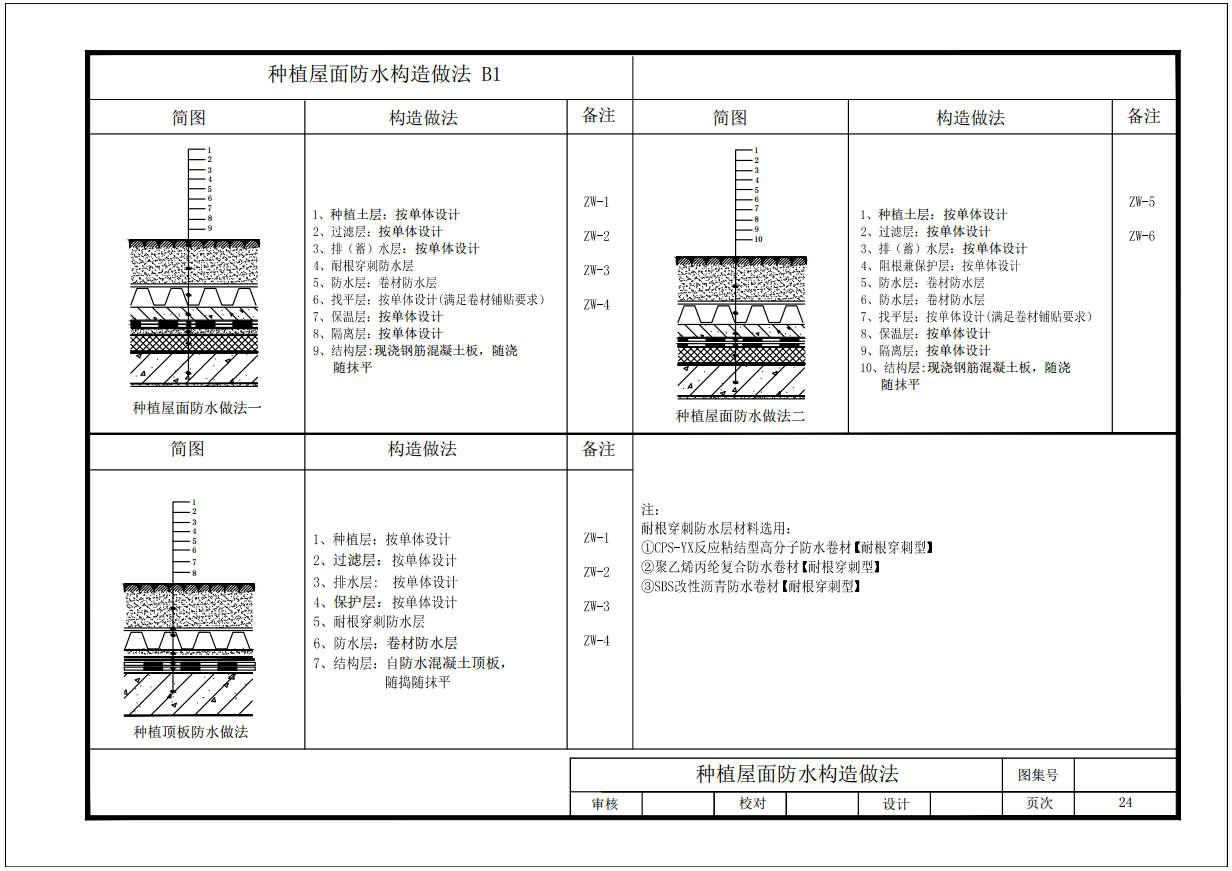 种植屋面防水构造做法 B1
简图
构造做法
备注
1
2
3
4
5
6
7
8
9
种植屋面防水做法一
1、种植土层：按单体设计
2、过滤层：按单体设计
3、排（蓄）水层：按单体设计
4、耐根穿刺防水层
5、防水层：卷材防水层
6、找平层：按单体设计(满足卷材铺贴要求)
7、保温层：按单体设计
8、隔离层：按单体设计
9、结构层:现浇钢筋混凝土板，随浇
随抹平
ZW-1
ZW-2
ZW-3
ZW-4
简图
构造做法
备注
1
2
3
4
5
6
7
8
9
10
种植屋面防水做法二
1、种植土层：按单体设计
2、过滤层：按单体设计
3、排（蓄）水层：按单体设计
4、阻根兼保护层：按单体设计
5、防水层：卷材防水层
6、防水层：卷材防水层
7、找平层：按单体设计(满足卷材铺贴要求)
8、保温层：按单体设计
9、隔离层：按单体设计
10、结构层:现浇钢筋混凝土板，随浇
随抹平
ZW-5
ZW-6
简图
构造做法
备注
1
2
3
4
5
6
7
8
种植顶板防水做法
1、种植层：按单体设计
2、过滤层：按单体设计
3、排水层： 按单体设计
4、保护层：按单体设计
5、耐根穿刺防水层
6、防水层：卷材防水层
7、结构层：自防水混凝土顶板，
随捣随抹平
ZW-1
ZW-2
ZW-3
ZW-4
注：
耐根穿刺防水层材料选用：
①CPS-YX反应粘结型高分子防水卷材【耐根穿刺型】
②聚乙烯丙纶复合防水卷材【耐根穿刺型】
③SBS改性沥青防水卷材【耐根穿刺型】
种植屋面防水构造做法
图集号
审核
校对
设计
页次
24